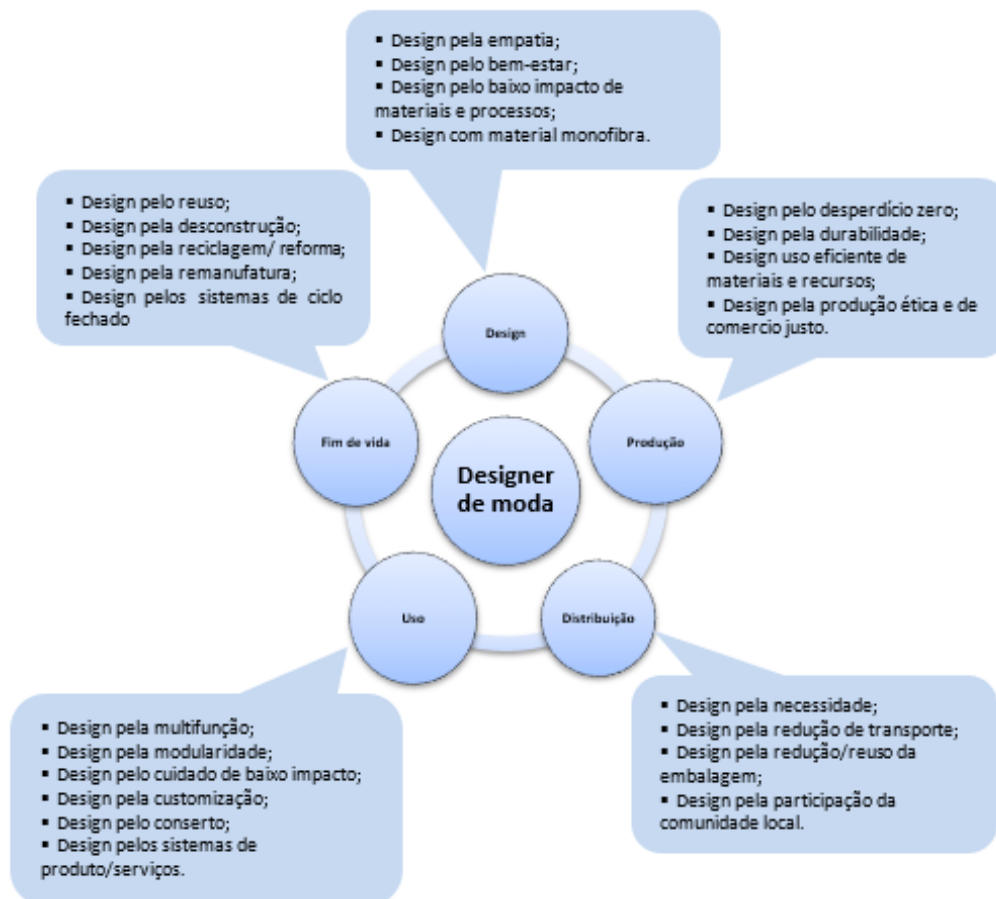 ▪ Design pela empatia;
▪ Design pelo bem-estar;
▪ Design pelo baixo impacto de
materiais e processos;
▪ Design com material monofibra.
▪ Design pelo reuso;
▪ Design pela desconstrução;
▪ Design pela reciclagem/ reforma;
▪ Design pela remanufatura;
▪ Design pelos sistemas de ciclo
fechado
▪ Design pelo desperdício zero;
▪ Design pela durabilidade;
▪ Design uso eficiente de
materiais e recursos;
▪ Design pela produção ética e de
comercio justo.
Design
Fim de vida
Produção
Designer
de moda
Uso
Distribuição
▪ Design pela multifunção;
▪ Design pela modularidade;
▪ Design pelo cuidado de baixo impacto;
▪ Design pela customização;
▪ Design pelo conserto;
▪ Design pelos sistemas de
produto/serviços.
▪ Design pela necessidade;
▪ Design pela redução de transporte;
▪ Design pela redução/reuso da
embalagem;
▪ Design pela participação da
comunidade local.